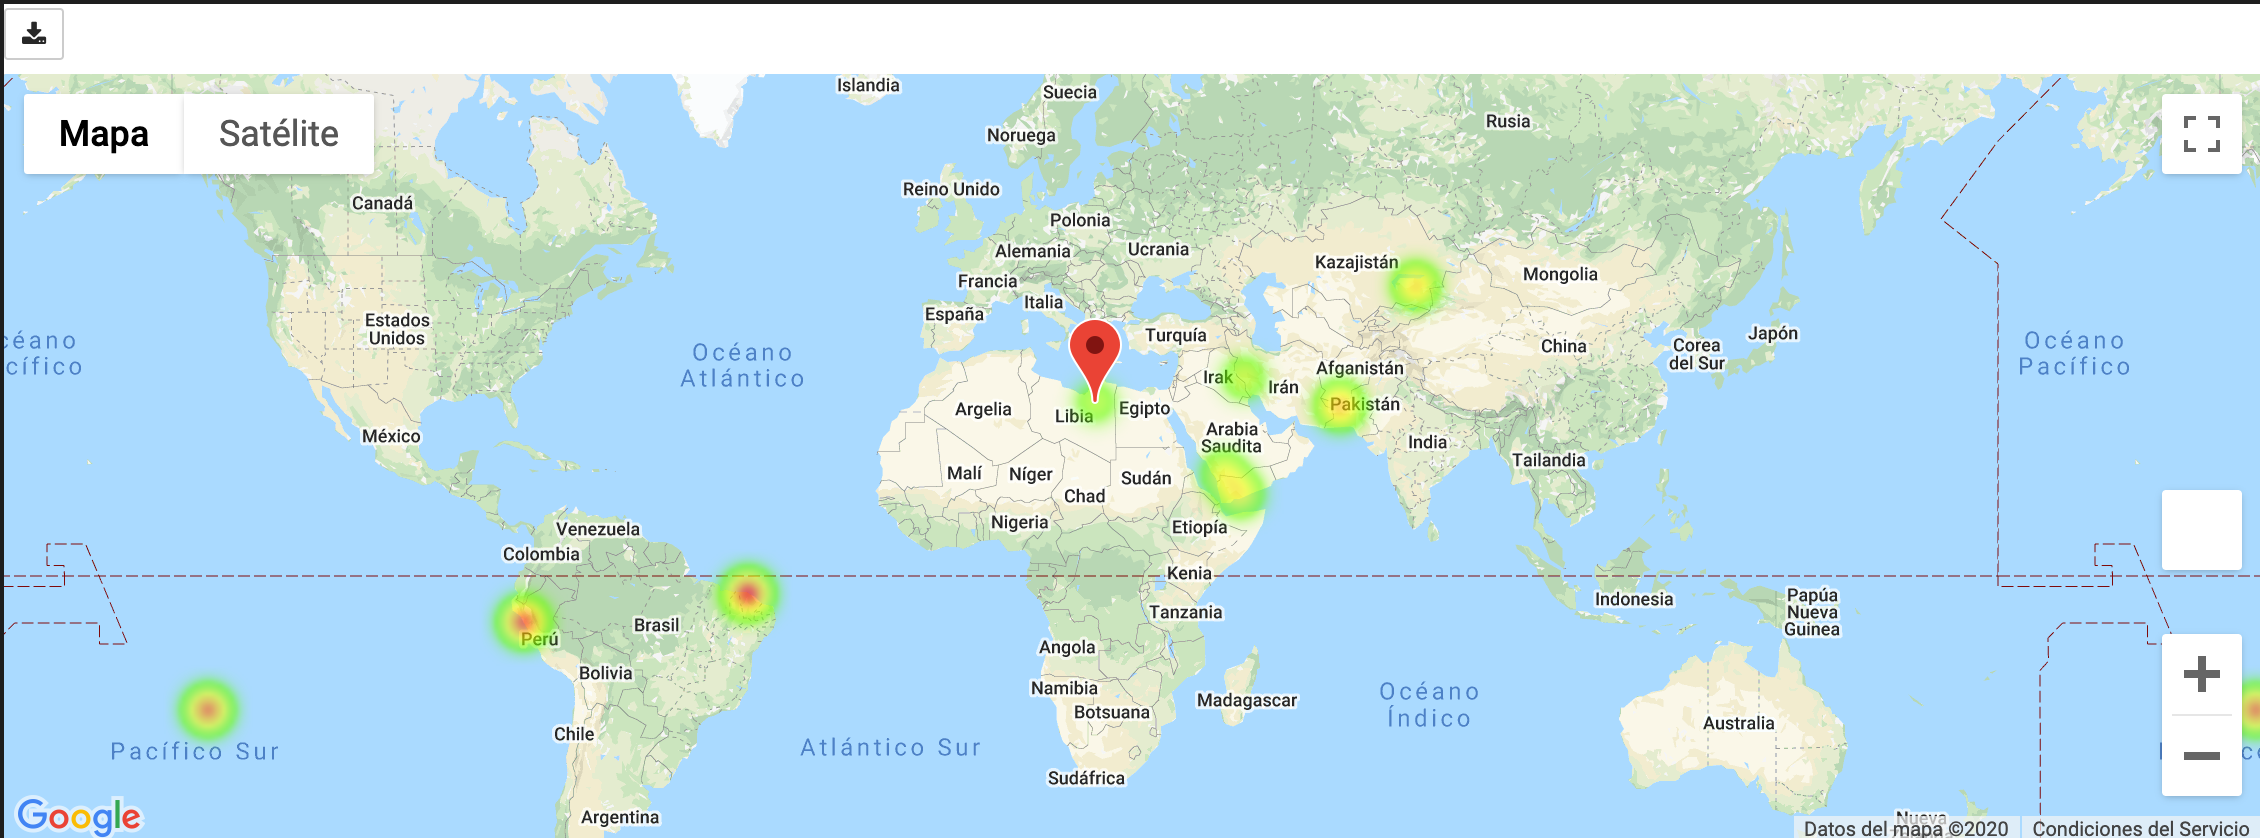 Mapa
Satélite
Islandia
Suecia
Noruega
Rusia
Reino Unido
Canadá
Polonia
Alemania
Ucrania
Kazajistán
Mongolia
Francia
Italia
España
Estados
Unidos
Turquía
Japón
Corea
del Sur
China
céano
cífico
Océano
Atlántico
Océano
Pacífico
Afganistán
Irak
Irán
Pakistán
Argelia
Libia
Egipto
México
Arabia
Saudita
India
Tailandia
Malí
Níger
Sudán
Chad
Nigeria
Etiopía
Venezuela
Colombia
Kenia
Indonesia
Papúa
Nueva
Guinea
Tanzania
Perú
Brasil
Angola
Bolivia
Namibia
Botsuana
Madagascar
Océano
Índico
Australia
Chile
Pacífico Sur
Atlántico Sur
Sudáfrica
Argentina
Google
Nueva
Datos del mapa ©2020
Condiciones del Servicio